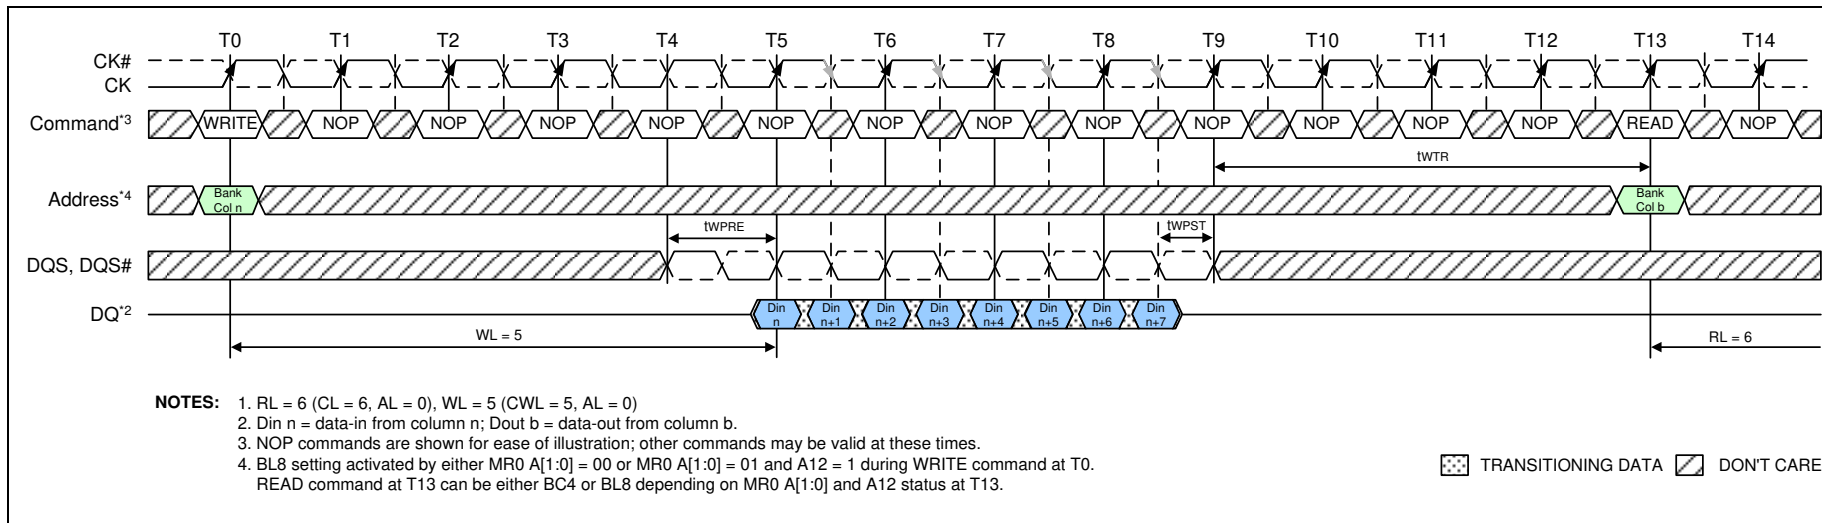 T0 T1 T2 T3 T4 T5 T6 T7 T8 T9 T10 T11 T12 T13 T14
CK#
CK
Command*3 WRITE NOP NOP NOP NOP NOP NOP NOP NOP NOP NOP NOP NOP READ NOP
tWTR
Address*4 Bank Col n Bank Col b
tWPRE tWPST
DQS, DQS#
DQ*2 Din n Din n+1 Din n+2 Din n+3 Din n+4 Din n+5 Din n+6 Din n+7
WL = 5 RL = 6
NOTES: 1. RL = 6 (CL = 6, AL = 0), WL = 5 (CWL = 5, AL = 0)
2. Din n = data-in from column n; Dout b = data-out from column b.
3. NOP commands are shown for ease of illustration; other commands may be valid at these times.
4. BL8 setting activated by either MR0 A[1:0] = 00 or MR0 A[1:0] = 01 and A12 = 1 during WRITE command at T0.
READ command at T13 can be either BC4 or BL8 depending on MR0 A[1:0] and A12 status at T13.
TRANSITIONING DATA DON'T CARE